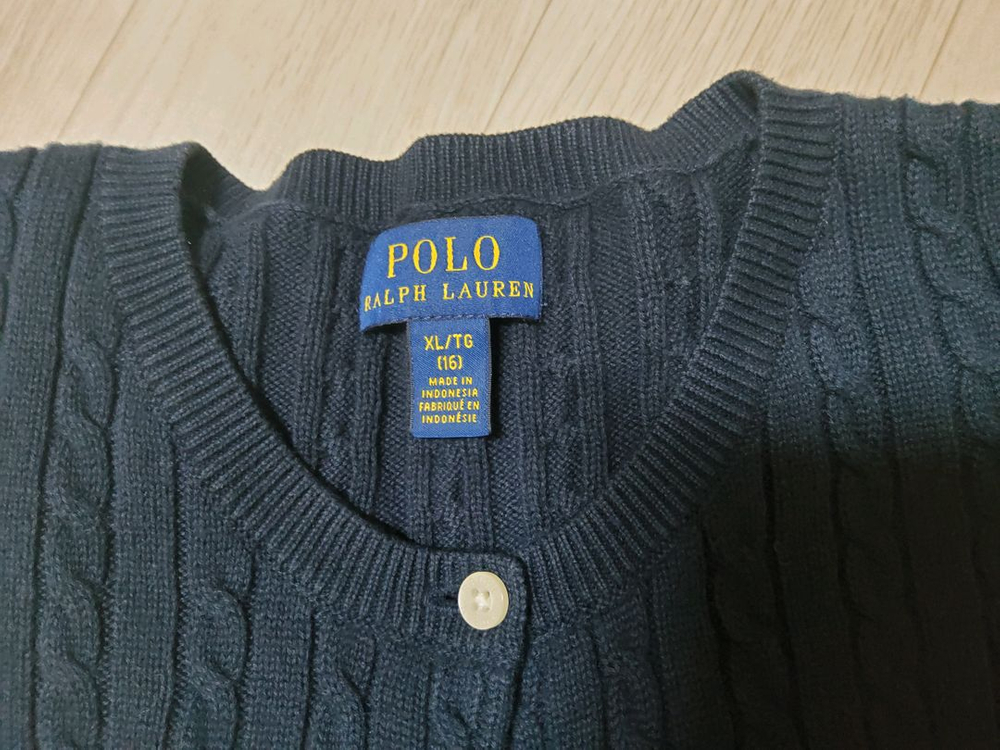 POLO
RALPH LAUREN
XL/TG
(16)
MADE IN
INDONESIA
FABRIQUÉ EN
INDONÉSIE